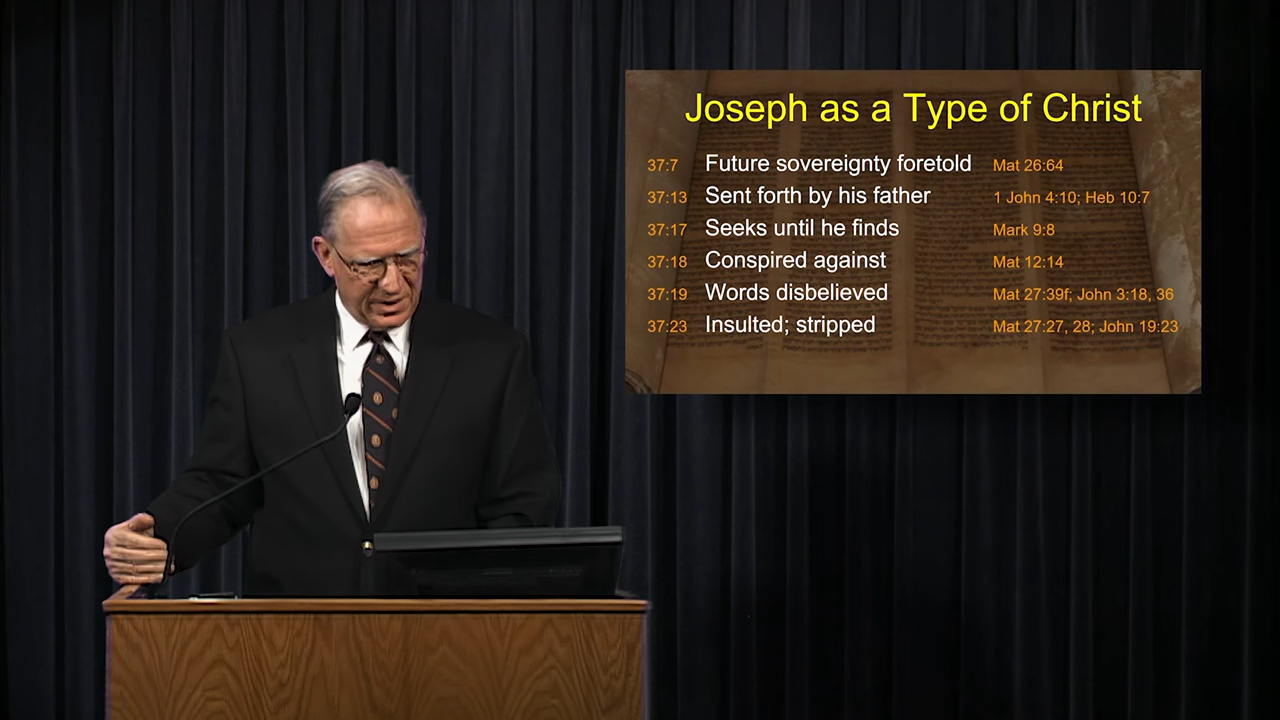 Joseph as a Type of Christ
37:7 Future sovereignty foretold Mat 26:64
37:13 Sent forth by his father 1 John 4:10; Heb 10:7
37:17 Seeks until he finds Mark 9:8
37:18 Conspired against Mat 12:14
37:19 Words disbelieved Mat 27:39f; John 3:18, 36
37:23 Insulted; stripped Mat 27:27, 28; John 19:23